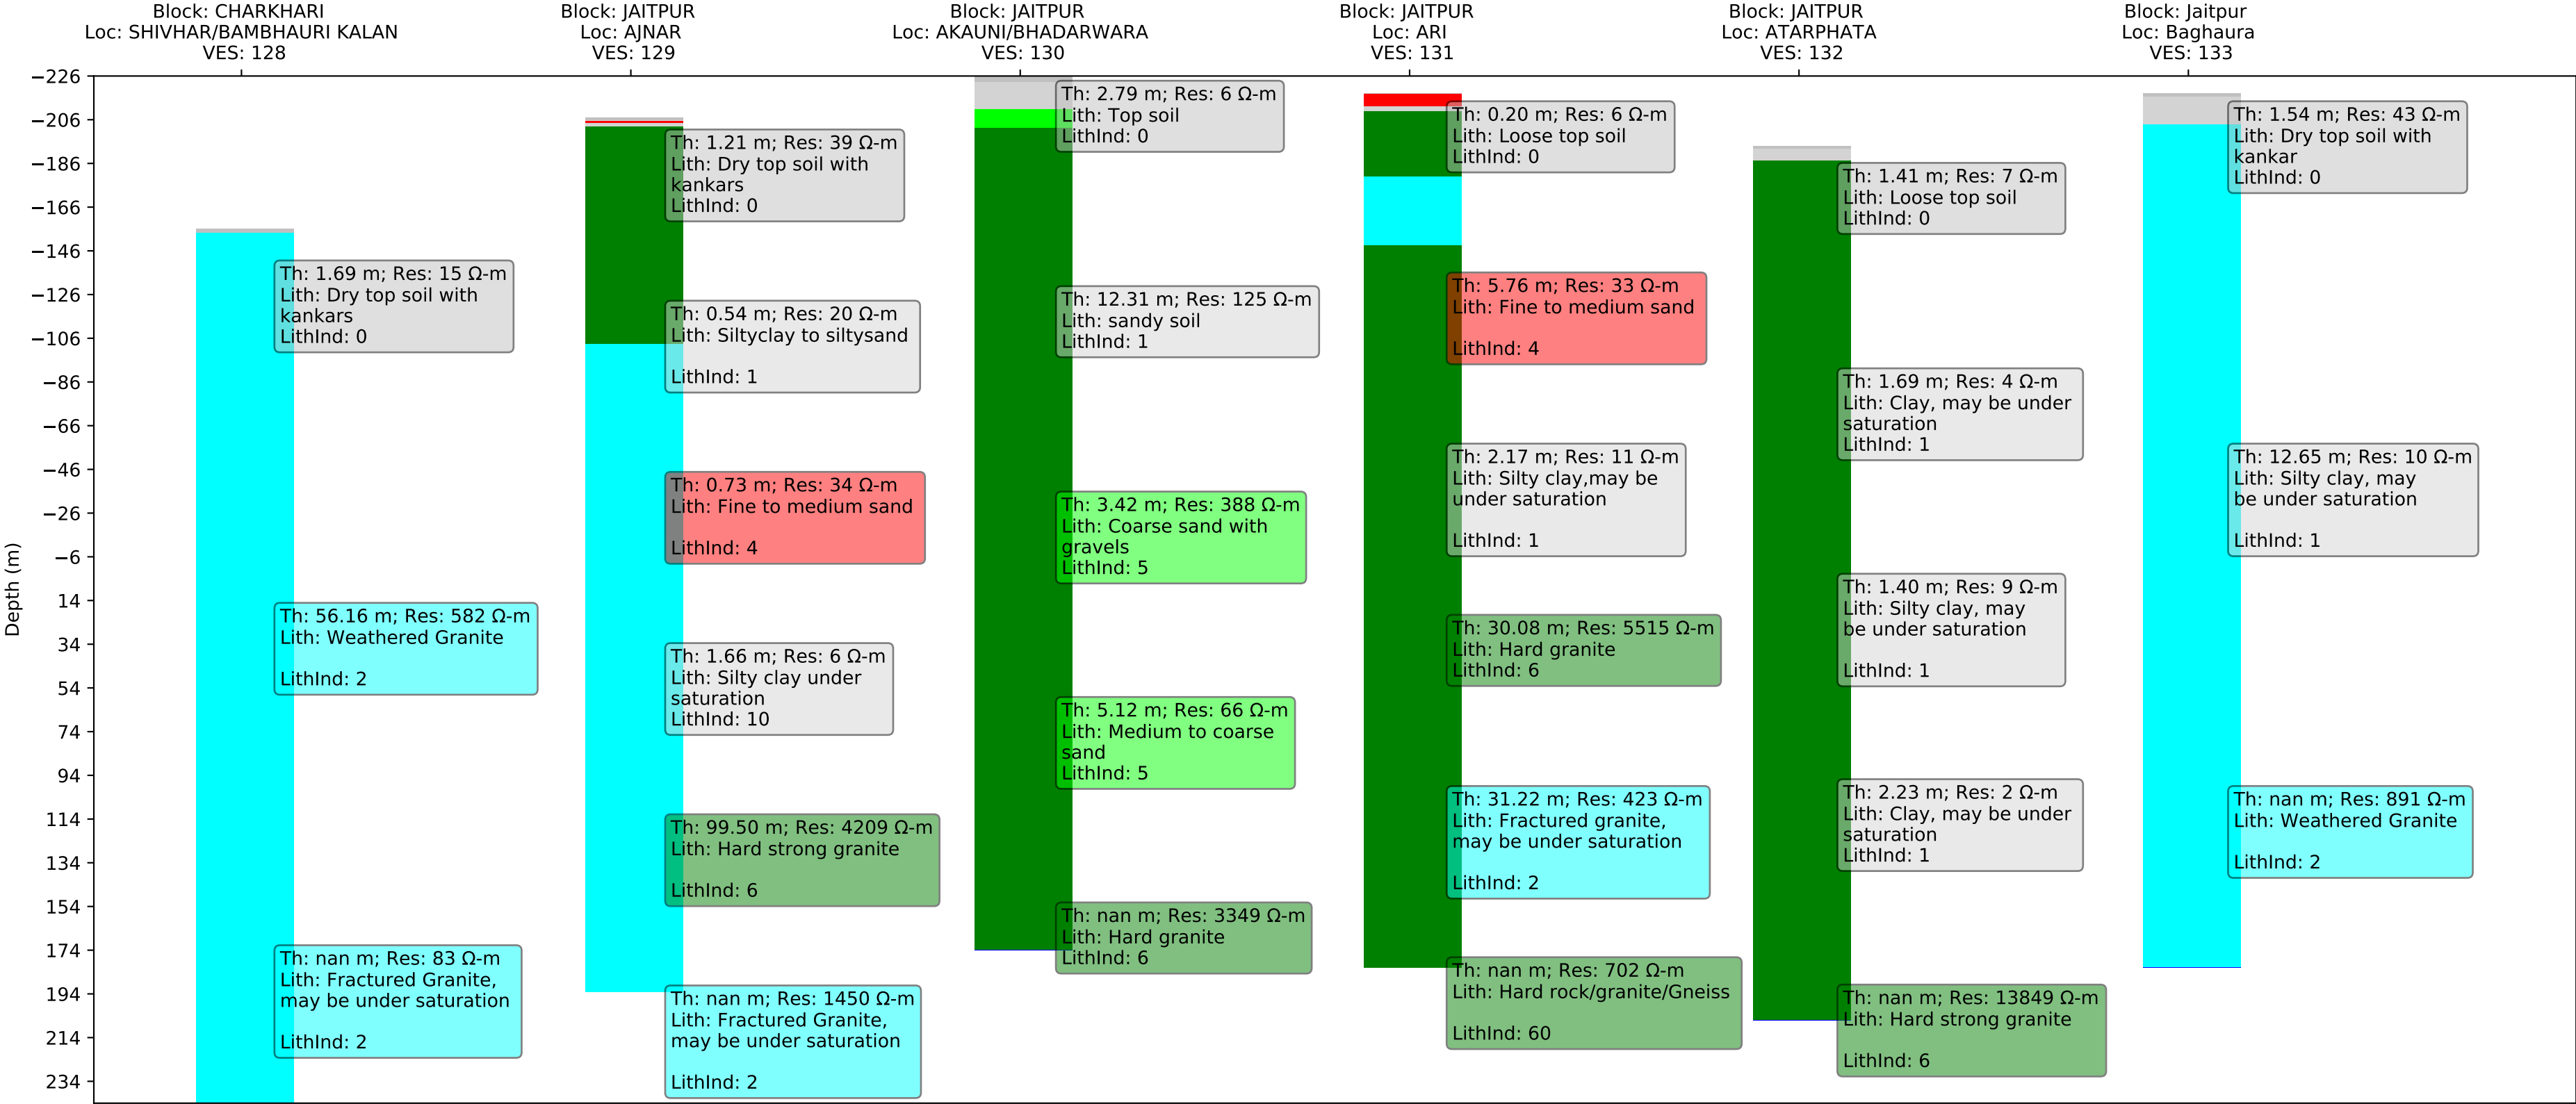 Block: CHARKHARI
Loc: SHIVHAR/BAMBHAURI KALAN
VES: 128
Block: JAITPUR
Loc: AJNAR
VES: 129
Block: JAITPUR
Loc: AKAUNI/BHADARWARA
VES: 130
Block: JAITPUR
Loc: ARI
VES: 131
Block: JAITPUR
Loc: ATARPHATA
VES: 132
Block: Jaitpur
Loc: Baghaura
VES: 133
Depth (m)
−226
−206
−186
−166
−146
−126
−106
−86
−66
−46
−26
−6
14
34
54
74
94
114
134
154
174
194
214
234
Th: 1.69 m; Res: 15 Ω-m
Lith: Dry top soil with
kankars
LithInd: 0
Th: 56.16 m; Res: 582 Ω-m
Lith: Weathered Granite
LithInd: 2
Th: nan m; Res: 83 Ω-m
Lith: Fractured Granite,
may be under saturation
LithInd: 2
Th: 1.21 m; Res: 39 Ω-m
Lith: Dry top soil with
kankars
LithInd: 0
Th: 0.54 m; Res: 20 Ω-m
Lith: Siltyclay to siltysand
LithInd: 1
Th: 0.73 m; Res: 34 Ω-m
Lith: Fine to medium sand
LithInd: 4
Th: 1.66 m; Res: 6 Ω-m
Lith: Silty clay under
saturation
LithInd: 10
Th: 99.50 m; Res: 4209 Ω-m
Lith: Hard strong granite
LithInd: 6
Th: nan m; Res: 1450 Ω-m
Lith: Fractured Granite,
may be under saturation
LithInd: 2
Th: 2.79 m; Res: 6 Ω-m
Lith: Top soil
LithInd: 0
Th: 12.31 m; Res: 125 Ω-m
Lith: sandy soil
LithInd: 1
Th: 3.42 m; Res: 388 Ω-m
Lith: Coarse sand with
gravels
LithInd: 5
Th: 5.12 m; Res: 66 Ω-m
Lith: Medium to coarse
sand
LithInd: 5
Th: nan m; Res: 3349 Ω-m
Lith: Hard granite
LithInd: 6
Th: 0.20 m; Res: 6 Ω-m
Lith: Loose top soil
LithInd: 0
Th: 5.76 m; Res: 33 Ω-m
Lith: Fine to medium sand
LithInd: 4
Th: 2.17 m; Res: 11 Ω-m
Lith: Silty clay,may be
under saturation
LithInd: 1
Th: 30.08 m; Res: 5515 Ω-m
Lith: Hard granite
LithInd: 6
Th: 31.22 m; Res: 423 Ω-m
Lith: Fractured granite,
may be under saturation
LithInd: 2
Th: nan m; Res: 702 Ω-m
Lith: Hard rock/granite/Gneiss
LithInd: 60
Th: 1.41 m; Res: 7 Ω-m
Lith: Loose top soil
LithInd: 0
Th: 1.69 m; Res: 4 Ω-m
Lith: Clay, may be under
saturation
LithInd: 1
Th: 1.40 m; Res: 9 Ω-m
Lith: Silty clay, may
be under saturation
LithInd: 1
Th: 2.23 m; Res: 2 Ω-m
Lith: Clay, may be under
saturation
LithInd: 1
Th: nan m; Res: 13849 Ω-m
Lith: Hard strong granite
LithInd: 6
Th: 1.54 m; Res: 43 Ω-m
Lith: Dry top soil with
kankar
LithInd: 0
Th: 12.65 m; Res: 10 Ω-m
Lith: Silty clay, may
be under saturation
LithInd: 1
Th: nan m; Res: 891 Ω-m
Lith: Weathered Granite
LithInd: 2